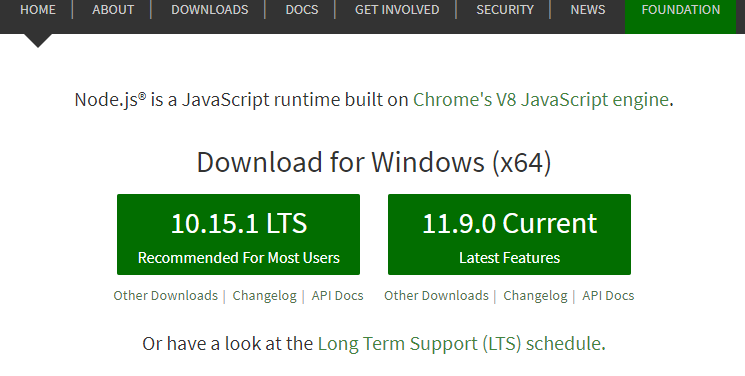 HOME | ABOUT | DOWNLOADS | DOCS | GET INVOLVED | SECURITY | NEWS FOUNDATION
Node.js® is a JavaScript runtime built on Chrome's V8 JavaScript engine.
Download for Windows (x64)
10.15.1 LTS
Recommended For Most Users
11.9.0 Current
Latest Features
Other Downloads | Changelog | API Docs
Other Downloads | Changelog | API Docs
Or have a look at the Long Term Support (LTS) schedule.